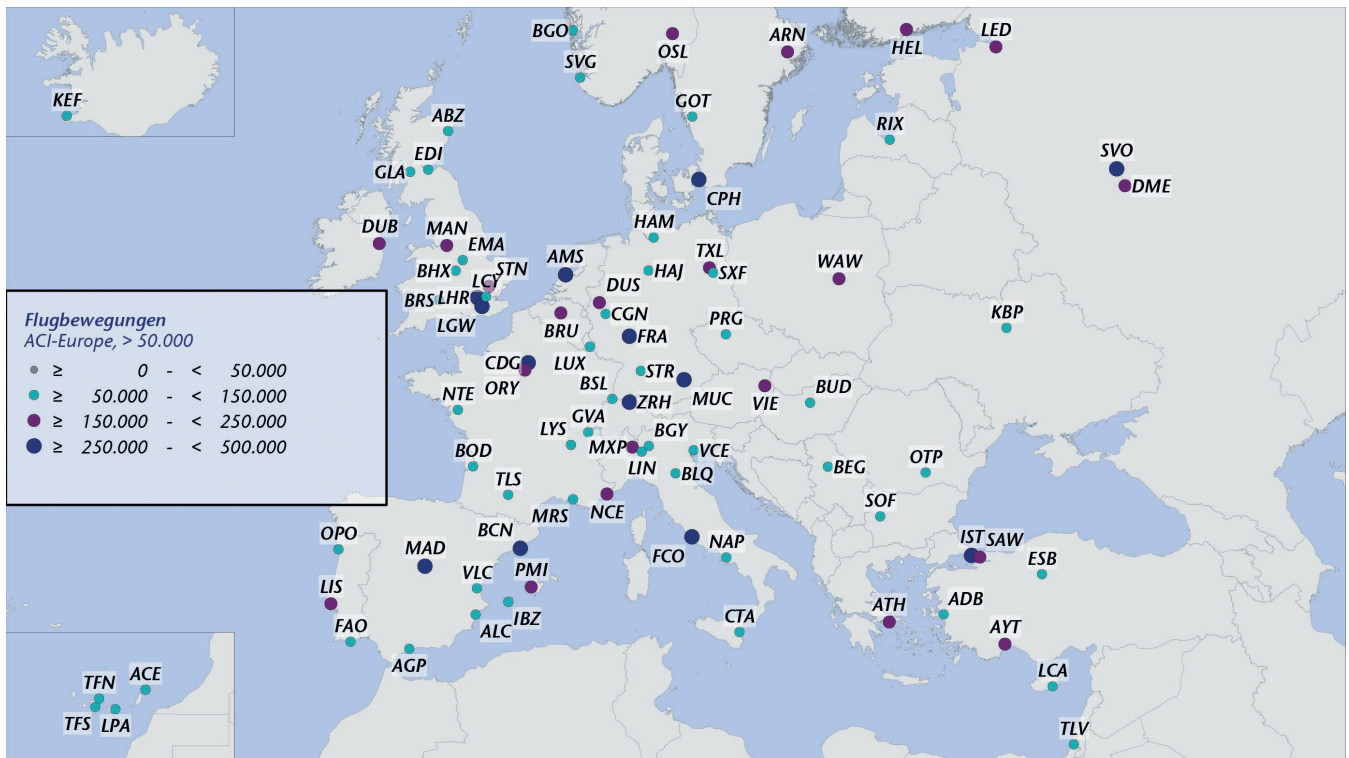 BGO
OSL
ARN
HEL
LED
SVG
KEF
GOT
ABZ
RIX
EDI
GLA
SVO
DME
CPH
DUB
MAN
HAM
EMA
AMS
TXL
BHX
STN
HAJ
SXF
WAW
LCY
DUS
BRS
LHR
CGN
KBP
LGW
BRU
FRA
PRG
Flugbewegungen
ACI-Europe, > 50.000
≥ 0 - < 50.000
≥ 50.000 - < 150.000
≥ 150.000 - < 250.000
≥ 250.000 - < 500.000
CDG
LUX
ORY
STR
BSL
NTE
ZRH
MUC
VIE
BUD
GVA
LYS
BGY
MXP
BOD
LIN
VCE
BLQ
BEG
OTP
TLS
SOF
MRS
NCE
BCN
OPO
MAD
FCO
NAP
IST
SAW
ESB
VLC
PMI
LIS
IBZ
ADB
ATH
FAO
ALC
CTA
AYT
AGP
LCA
TFN
ACE
TFS
LPA
TLV